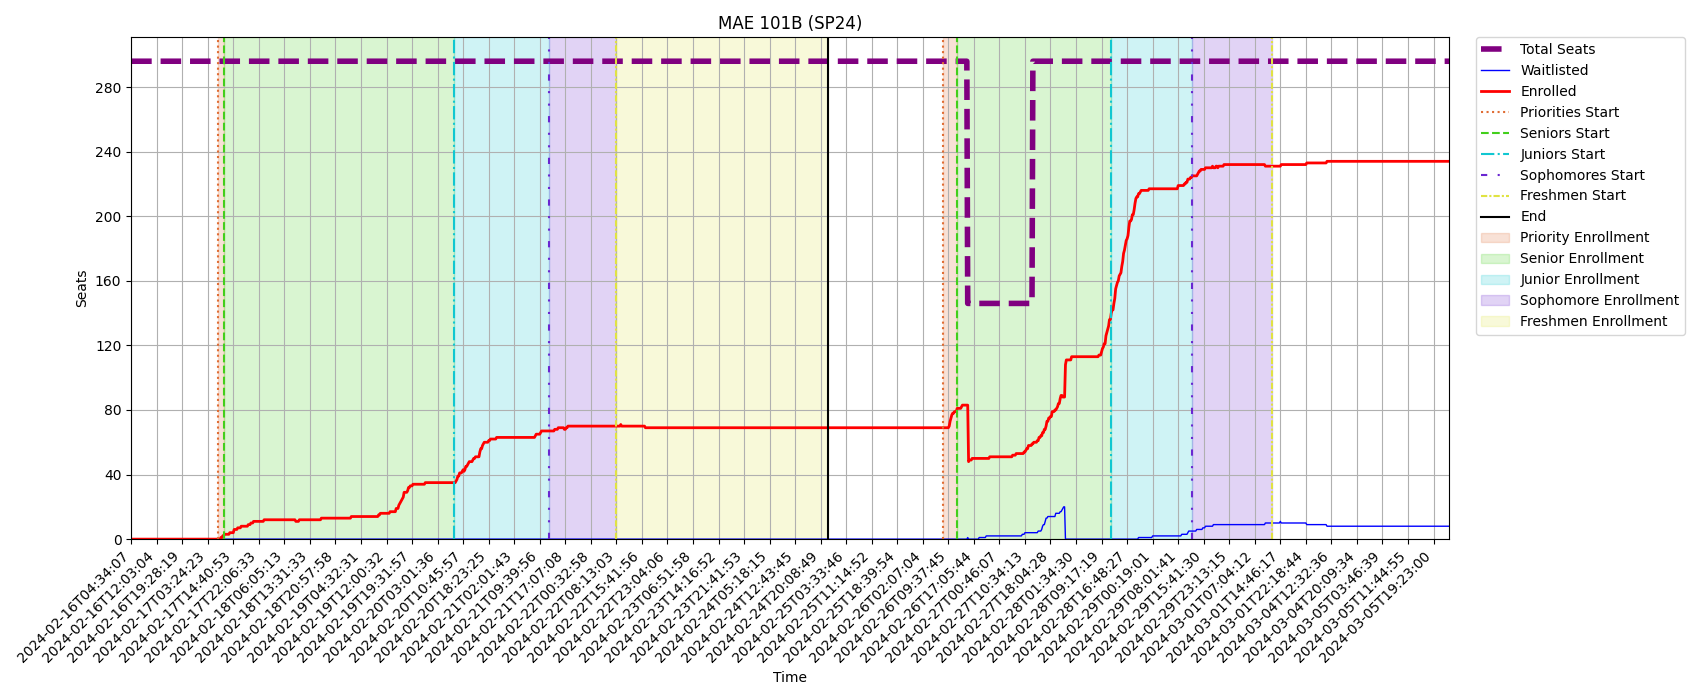 MAE 101B (SP24)
Total Seats
Waitlisted
Enrolled
Priorities Start
Seniors Start
Juniors Start
Sophomores Start
Freshmen Start
End
Priority Enrollment
Senior Enrollment
Junior Enrollment
Sophomore Enrollment
Freshmen Enrollment
Seats
280
240
200
160
120
80
40
0
2024-02-16T04:34:07
2024-02-16T12:03:04
2024-02-16T19:28:19
2024-02-17T03:24:23
2024-02-17T14:40:53
2024-02-17T22:06:33
2024-02-18T06:05:13
2024-02-18T13:31:33
2024-02-18T20:57:58
2024-02-19T04:32:31
2024-02-19T12:00:32
2024-02-19T19:31:57
2024-02-20T03:01:36
2024-02-20T10:45:57
2024-02-20T18:23:25
2024-02-21T02:01:43
2024-02-21T09:39:56
2024-02-21T17:07:08
2024-02-22T00:32:58
2024-02-22T08:13:03
2024-02-22T15:41:56
2024-02-22T23:04:06
2024-02-23T06:51:58
2024-02-23T14:16:52
2024-02-23T21:41:53
2024-02-24T05:18:15
2024-02-24T12:43:45
2024-02-24T20:08:49
2024-02-25T03:33:46
2024-02-25T11:14:52
2024-02-25T18:39:54
2024-02-26T02:07:04
2024-02-26T09:37:45
2024-02-26T17:05:44
2024-02-27T00:46:07
2024-02-27T10:34:13
2024-02-27T18:04:28
2024-02-28T01:34:30
2024-02-28T09:17:19
2024-02-28T16:48:27
2024-02-29T00:19:01
2024-02-29T08:01:41
2024-02-29T15:41:30
2024-02-29T23:13:15
2024-03-01T07:04:12
2024-03-01T14:46:17
2024-03-01T22:18:44
2024-03-04T12:32:36
2024-03-04T20:09:34
2024-03-05T03:46:39
2024-03-05T11:44:55
2024-03-05T19:23:00
Time